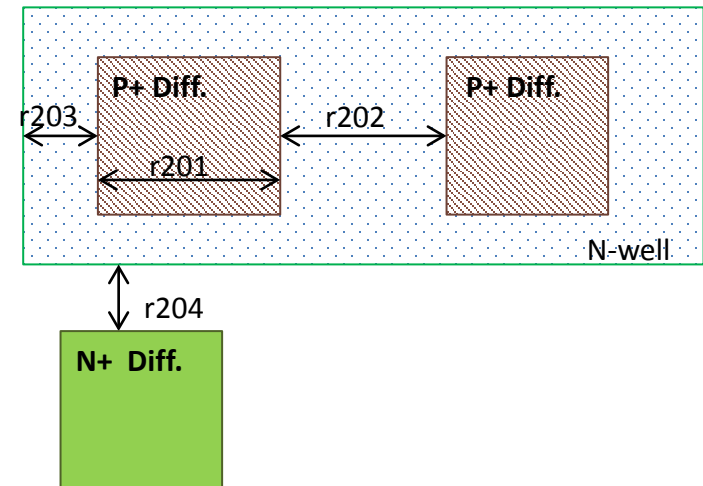 P+ Diff.
P+ Diff.
r203
r202
r201
N-well
r204
N+ Diff.